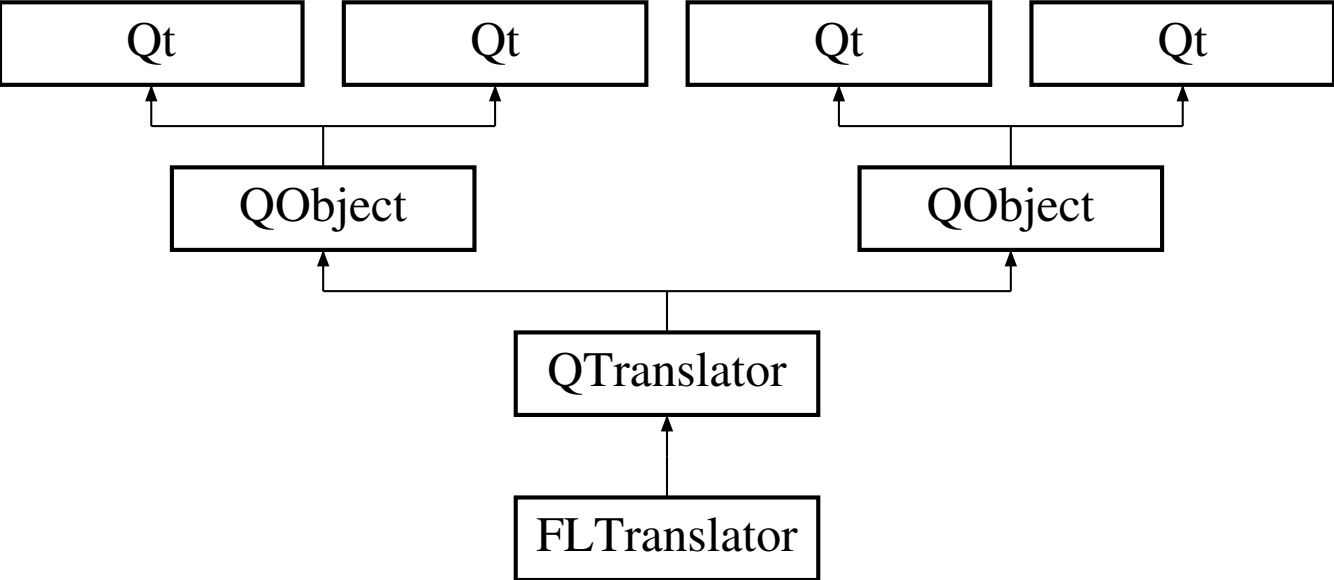 Qt
Qt
Qt
Qt
QObject
QObject
QTranslator
FLTranslator